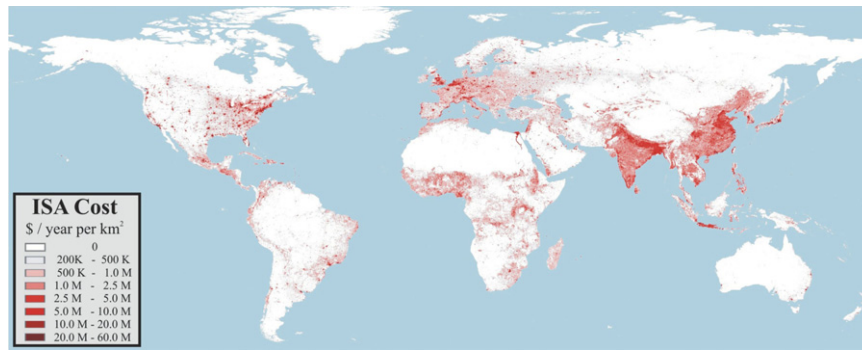 ISA Cost
$ / year per km²
0
200K - 500 K
500 K - 1.0 M
1.0 M - 2.5 M
2.5 M - 5.0 M
5.0 M - 10.0 M
10.0 M - 20.0 M
20.0 M - 60.0 M